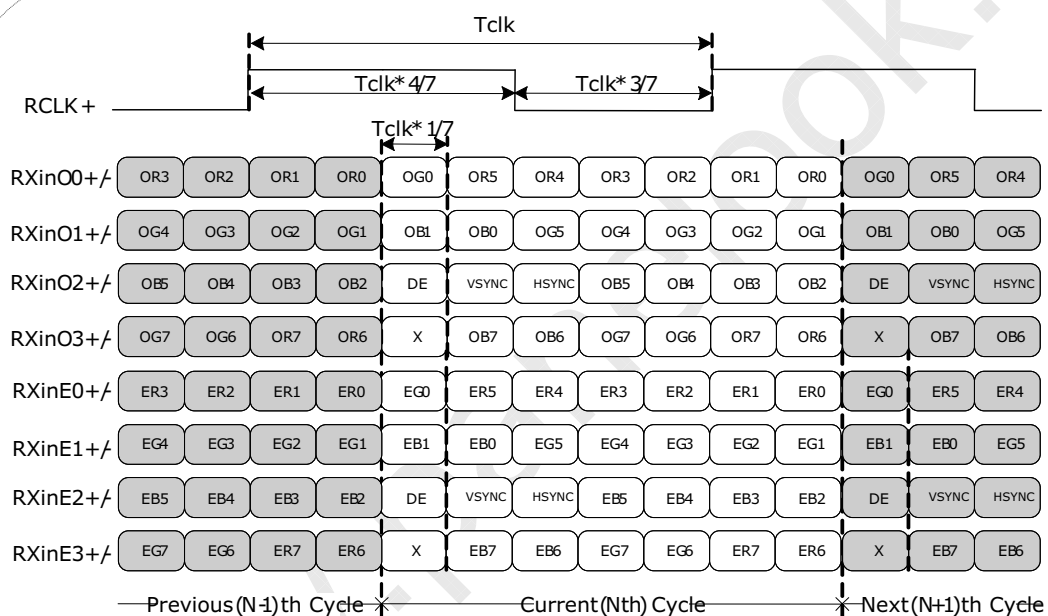 Tclk
Tclk*4/7 Tclk*3/7
RCLK+
Tclk*1/7
RXinO0+/- OR3 OR2 OR1 OR0 OG0 OR5 OR4 OR3 OR2 OR1 OR0 OG0 OR5 OR4
RXinO1+/- OG4 OG3 OG2 OG1 OB1 OB0 OG5 OG4 OG3 OG2 OG1 OB1 OB0 OG5
RXinO2+/- OB5 OB4 OB3 OB2 DE VSYNC HSYNC OB5 OB4 OB3 OB2 DE VSYNC HSYNC
RXinO3+/- OG7 OG6 OR7 OR6 X OB7 OB6 OG7 OG6 OR7 OR6 X OB7 OB6
RXinE0+/- ER3 ER2 ER1 ER0 EG0 ER5 ER4 ER3 ER2 ER1 ER0 EG0 ER5 ER4
RXinE1+/- EG4 EG3 EG2 EG1 EB1 EB0 EG5 EG4 EG3 EG2 EG1 EB1 EB0 EG5
RXinE2+/- EB5 EB4 EB3 EB2 DE VSYNC HSYNC EB5 EB4 EB3 EB2 DE VSYNC HSYNC
RXinE3+/- EG7 EG6 ER7 ER6 X EB7 EB6 EG7 EG6 ER7 ER6 X EB7 EB6
Previous(N-1)th Cycle Current(Nth) Cycle Next(N+1)th Cycle